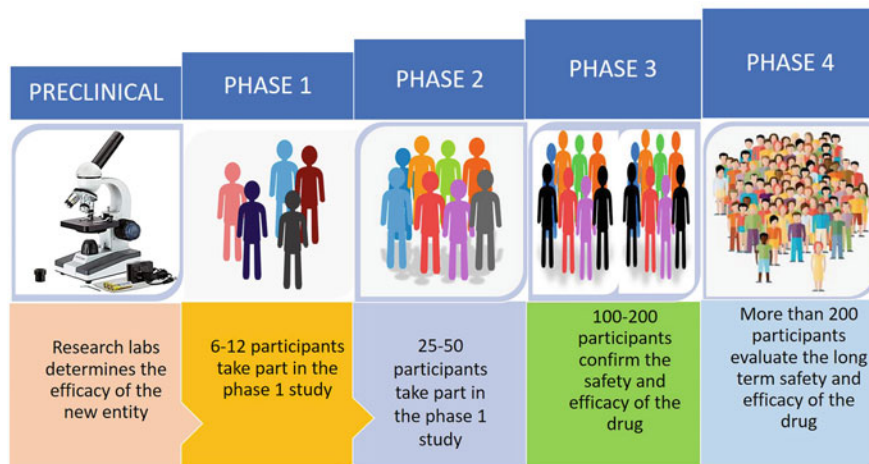 PRECLINICAL
PHASE 1
PHASE 2
PHASE 3
PHASE 4
Research labs
determines the
efficacy of the
new entity
6-12 participants
take part in the
phase 1 study
25-50
participants
take part in
the phase 1
study
100-200
participants
confirm the
safety and
efficacy of the
drug
More than 200
participants
evaluate the long
term safety and
efficacy of the
drug